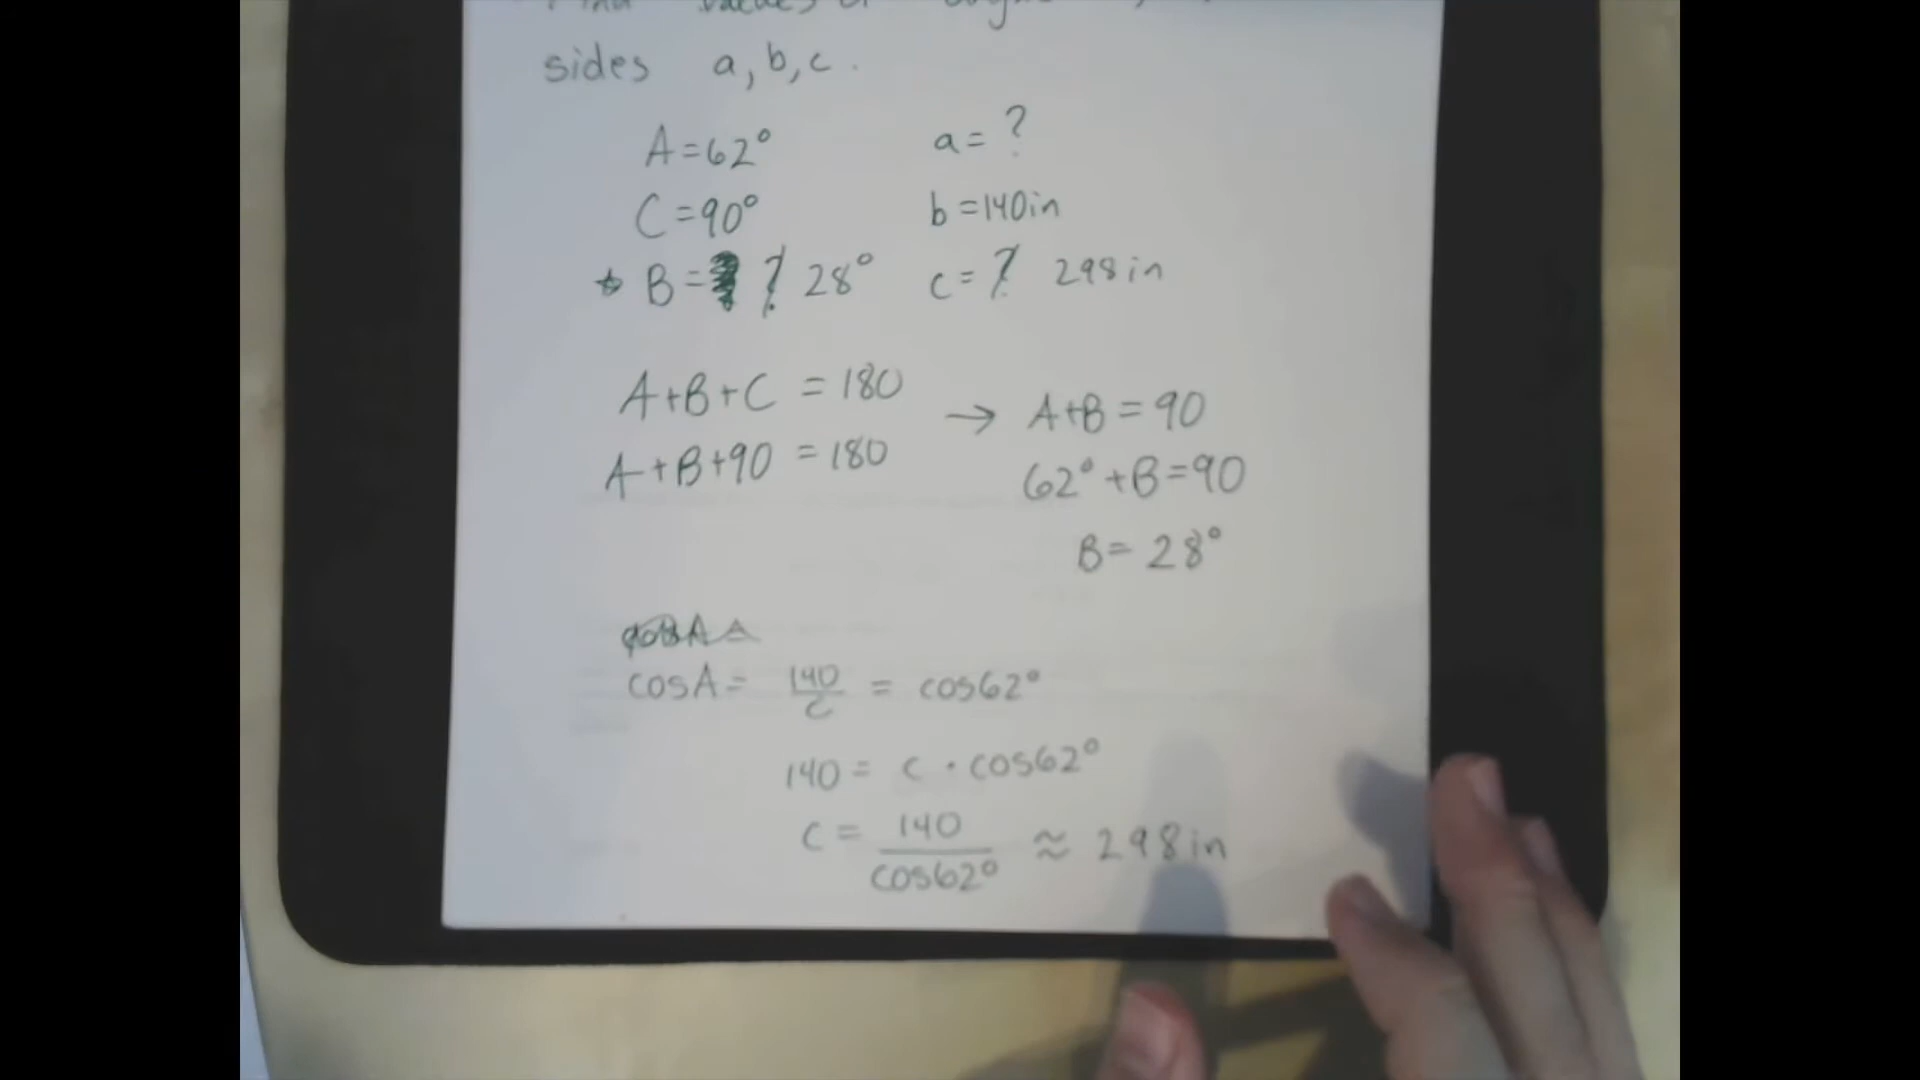 sides a, b, c.
A=62° a= ?
C=90° b=140in
B= ? 28° c= ? 298in
A+B+C = 180
A+B+90 = 180
→ A+B=90
62°+B=90
B= 28°
cosA= 140/c = cos62°
140= c · cos62°
c = 140/cos62° ≈ 298in